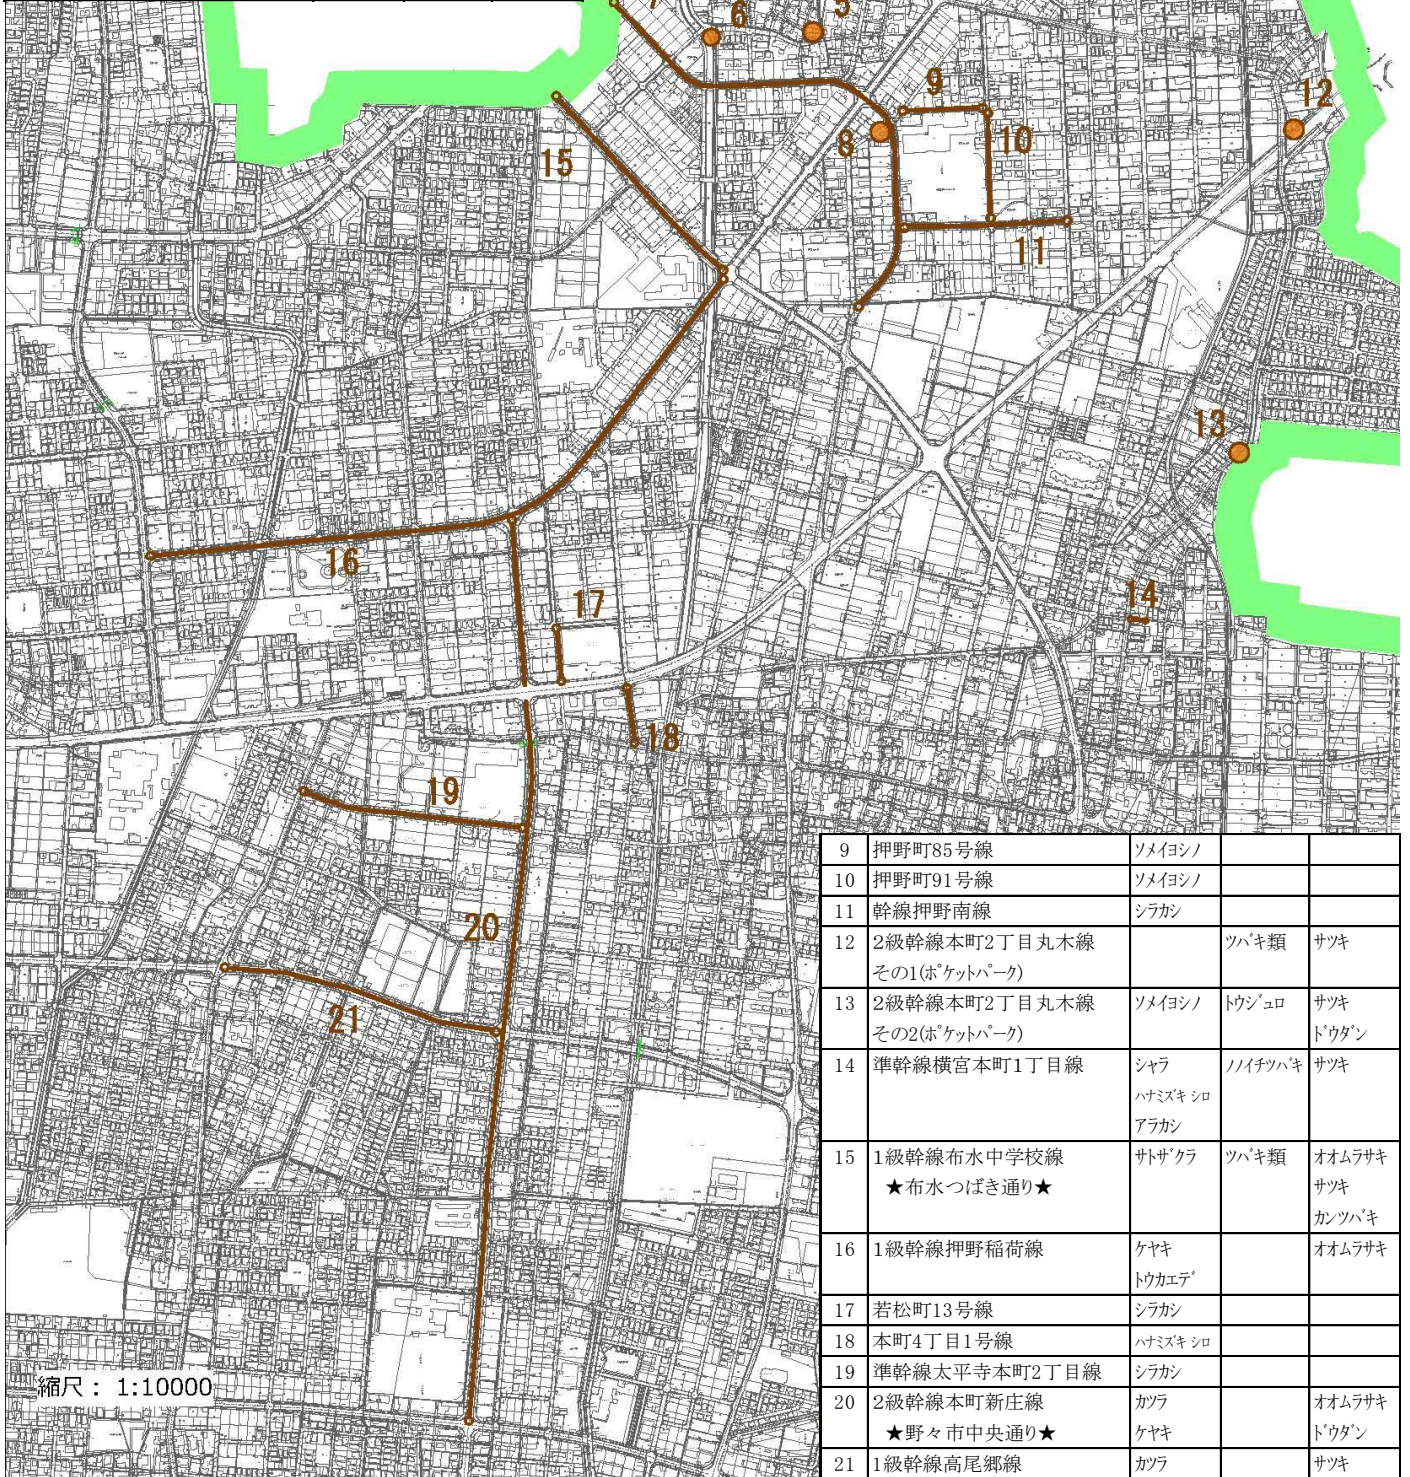 7
6
5
9
8
10
12
15
11
13
16
17
14
18
19
20
21
縮尺： 1:10000
9 押野町85号線 ソメイヨシノ
10 押野町91号線 ソメイヨシノ
11 幹線押野南線 シラカシ
12 2級幹線本町2丁目丸木線 ツバキ類 サツキ
その1(ポケットパーク)
13 2級幹線本町2丁目丸木線 ソメイヨシノ トウジュロ サツキ
その2(ポケットパーク) ドウダン
14 準幹線横宮本町1丁目線 シャラ ノノイチツバキ サツキ
ハナミズキ シロ
アラカシ
15 1級幹線布水中学校線 サトザクラ ツバキ類 オオムラサキ
★布水つばき通り★ サツキ
カンツバキ
16 1級幹線押野稲荷線 ケヤキ オオムラサキ
トウカエデ
17 若松町13号線 シラカシ
18 本町4丁目1号線 ハナミズキ シロ
19 準幹線太平寺本町2丁目線 シラカシ
20 2級幹線本町新庄線 カツラ オオムラサキ
★野々市中央通り★ ケヤキ ドウダン
21 1級幹線高尾郷線 カツラ サツキ